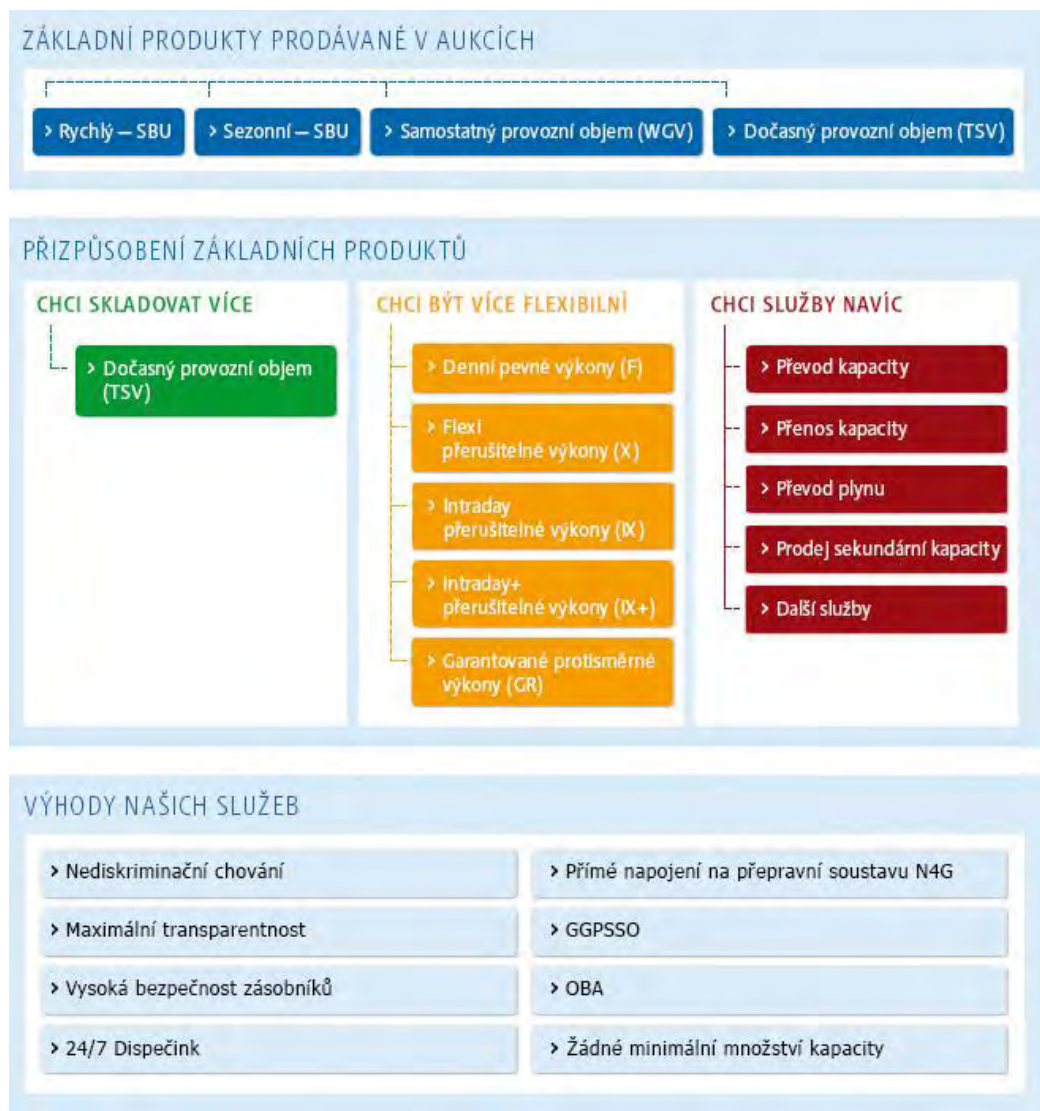 ZÁKLADNÍ PRODUKTY PRODÁVANÉ V AUKCÍCH
> Rychlý – SBU
> Sezonní – SBU
> Samostatný provozní objem (WGV)
> Dočasný provozní objem (TSV)
PŘIZPŮSOBENÍ ZÁKLADNÍCH PRODUKTŮ
CHCI SKLADOVAT VÍCE
> Dočasný provozní objem
(TSV)
CHCI BÝT VÍCE FLEXIBILNÍ
> Denní pevné výkony (F)
> Flexi
přerušitelné výkony (X)
> Intraday
přerušitelné výkony (IX)
> Intraday+
přerušitelné výkony (IX+)
> Garantované protisměrné
výkony (GR)
CHCI SLUŽBY NAVÍC
> Převod kapacity
> Přenos kapacity
> Převod plynu
> Prodej sekundární kapacity
> Další služby
VÝHODY NAŠICH SLUŽEB
> Nediskriminační chování
> Maximální transparentnost
> Vysoká bezpečnost zásobníků
> 24/7 Dispečink
> Přímé napojení na přepravní soustavu N4G
> GGPSSO
> OBA
> Žádné minimální množství kapacity